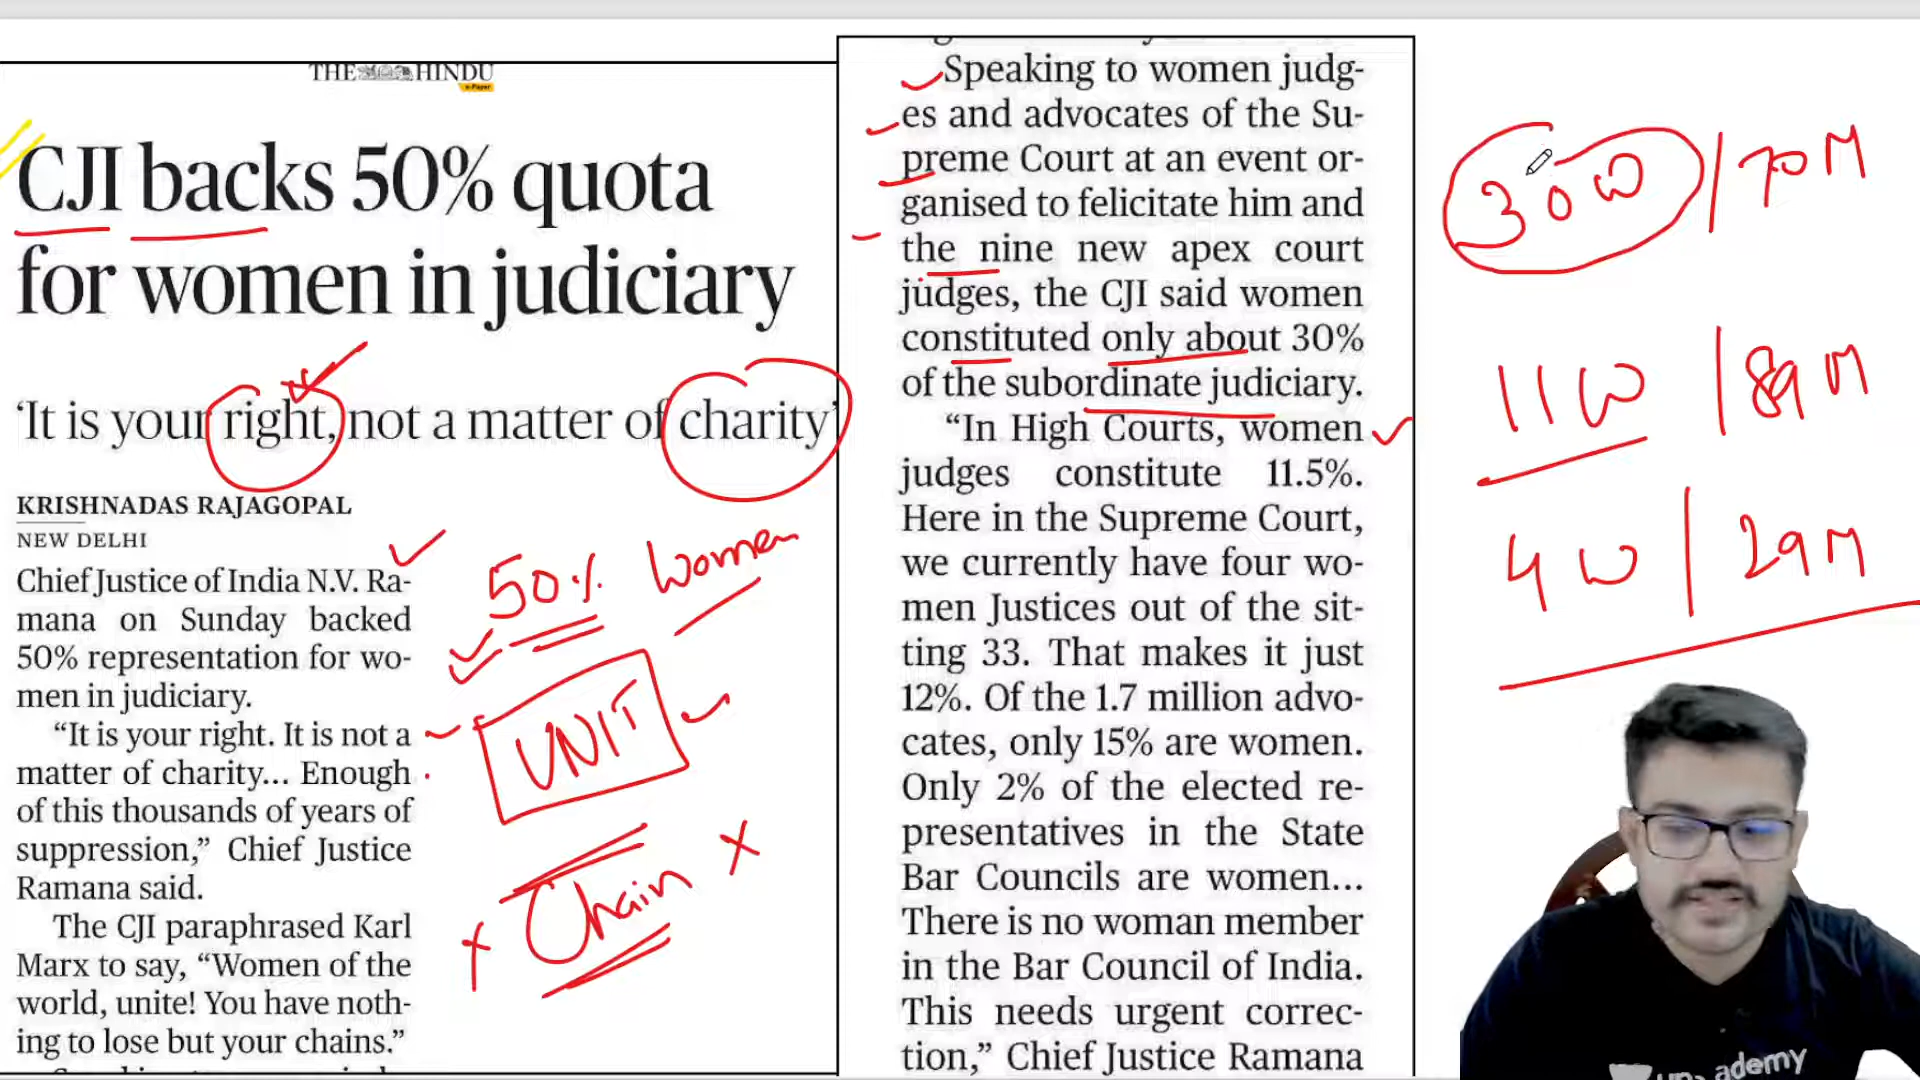 THE HINDU
e-Paper
CJI backs 50% quota
for women in judiciary
‘It is your right, not a matter of charity’
KRISHNADAS RAJAGOPAL
NEW DELHI
Chief Justice of India N.V. Ra-
mana on Sunday backed
50% representation for wo-
men in judiciary.
“It is your right. It is not a
matter of charity... Enough
of this thousands of years of
suppression,” Chief Justice
Ramana said.
The CJI paraphrased Karl
Marx to say, “Women of the
world, unite! You have noth-
ing to lose but your chains.”
50% Women
UNIT
Chain
Speaking to women judg-
es and advocates of the Su-
preme Court at an event or-
ganised to felicitate him and
the nine new apex court
judges, the CJI said women
constituted only about 30%
of the subordinate judiciary.
“In High Courts, women
judges constitute 11.5%.
Here in the Supreme Court,
we currently have four wo-
men Justices out of the sit-
ting 33. That makes it just
12%. Of the 1.7 million advo-
cates, only 15% are women.
Only 2% of the elected re-
presentatives in the State
Bar Councils are women...
There is no woman member
in the Bar Council of India.
This needs urgent correc-
tion,” Chief Justice Ramana
30 W / 70 M
11 W | 89 M
4 W | 29 M